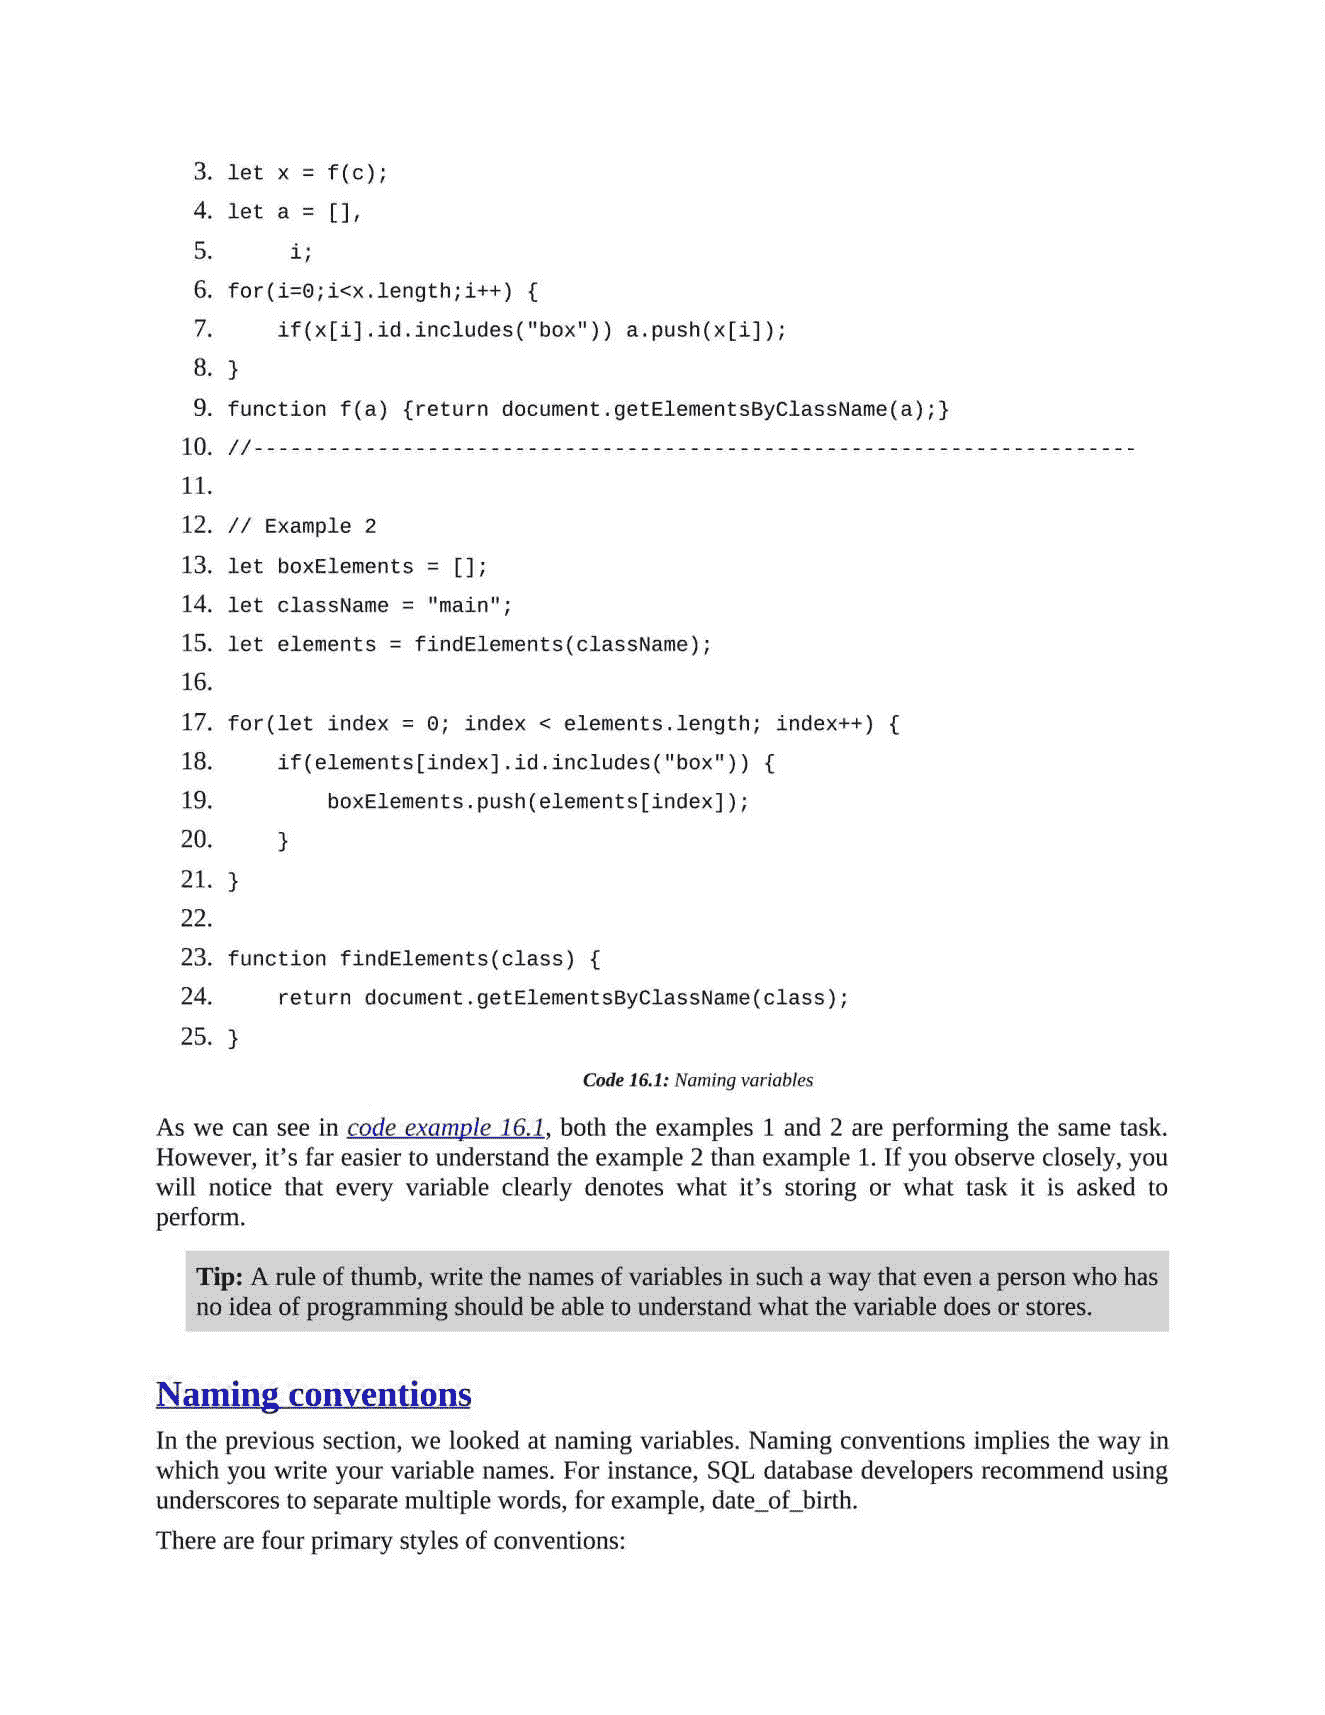 3. let x = f(c);
4. let a = [],
5.      i;
6. for(i=0;i<x.length;i++) {
7.     if(x[i].id.includes("box")) a.push(x[i]);
8. }
9. function f(a) {return document.getElementsByClassName(a);}
10. //-----------------------------------------------------------------------
11.
12. // Example 2
13. let boxElements = [];
14. let className = "main";
15. let elements = findElements(className);
16.
17. for(let index = 0; index < elements.length; index++) {
18.     if(elements[index].id.includes("box")) {
19.         boxElements.push(elements[index]);
20.     }
21. }
22.
23. function findElements(class) {
24.     return document.getElementsByClassName(class);
25. }
Code 16.1: Naming variables
As we can see in code example 16.1, both the examples 1 and 2 are performing the same task.
However, it’s far easier to understand the example 2 than example 1. If you observe closely, you
will notice that every variable clearly denotes what it’s storing or what task it is asked to
perform.
Tip: A rule of thumb, write the names of variables in such a way that even a person who has
no idea of programming should be able to understand what the variable does or stores.
Naming conventions
In the previous section, we looked at naming variables. Naming conventions implies the way in
which you write your variable names. For instance, SQL database developers recommend using
underscores to separate multiple words, for example, date_of_birth.
There are four primary styles of conventions: